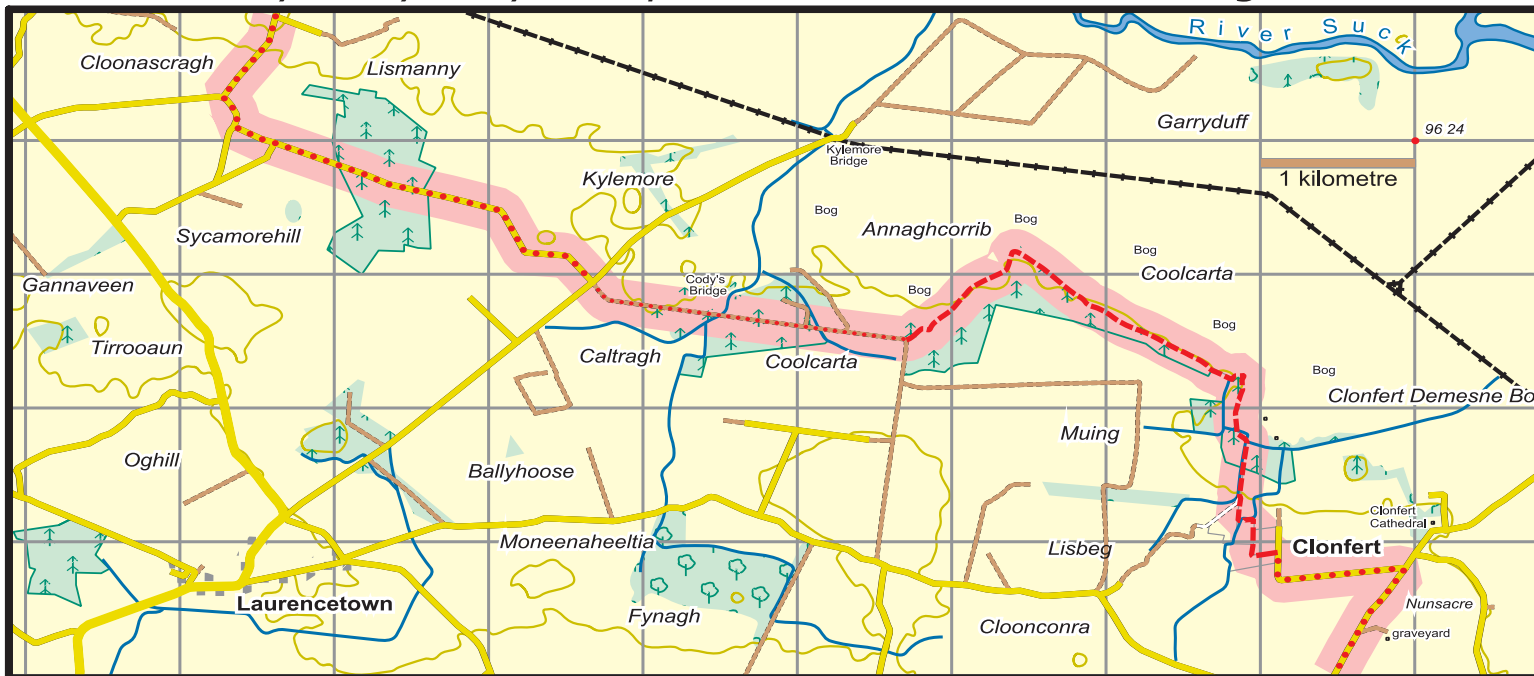 River Suck
Cloonascragh
Lismanny
Garryduff
96 24
Kylemore
Bridge
1 kilometre
Kylemore
Bog
Bog
Annaghcorrib
Sycamorehill
Bog
Coolcarta
Gannaveen
Cody's
Bridge
Bog
Bog
Tirrooaun
Caltragh
Coolcarta
Bog
Clonfert Demesne Bo
Muing
Oghill
Ballyhoose
Clonfert
Cathedral
Moneenaheeltia
Lisbeg
Clonfert
Laurencetown
Fynagh
Cloonconra
Nunsacre
graveyard